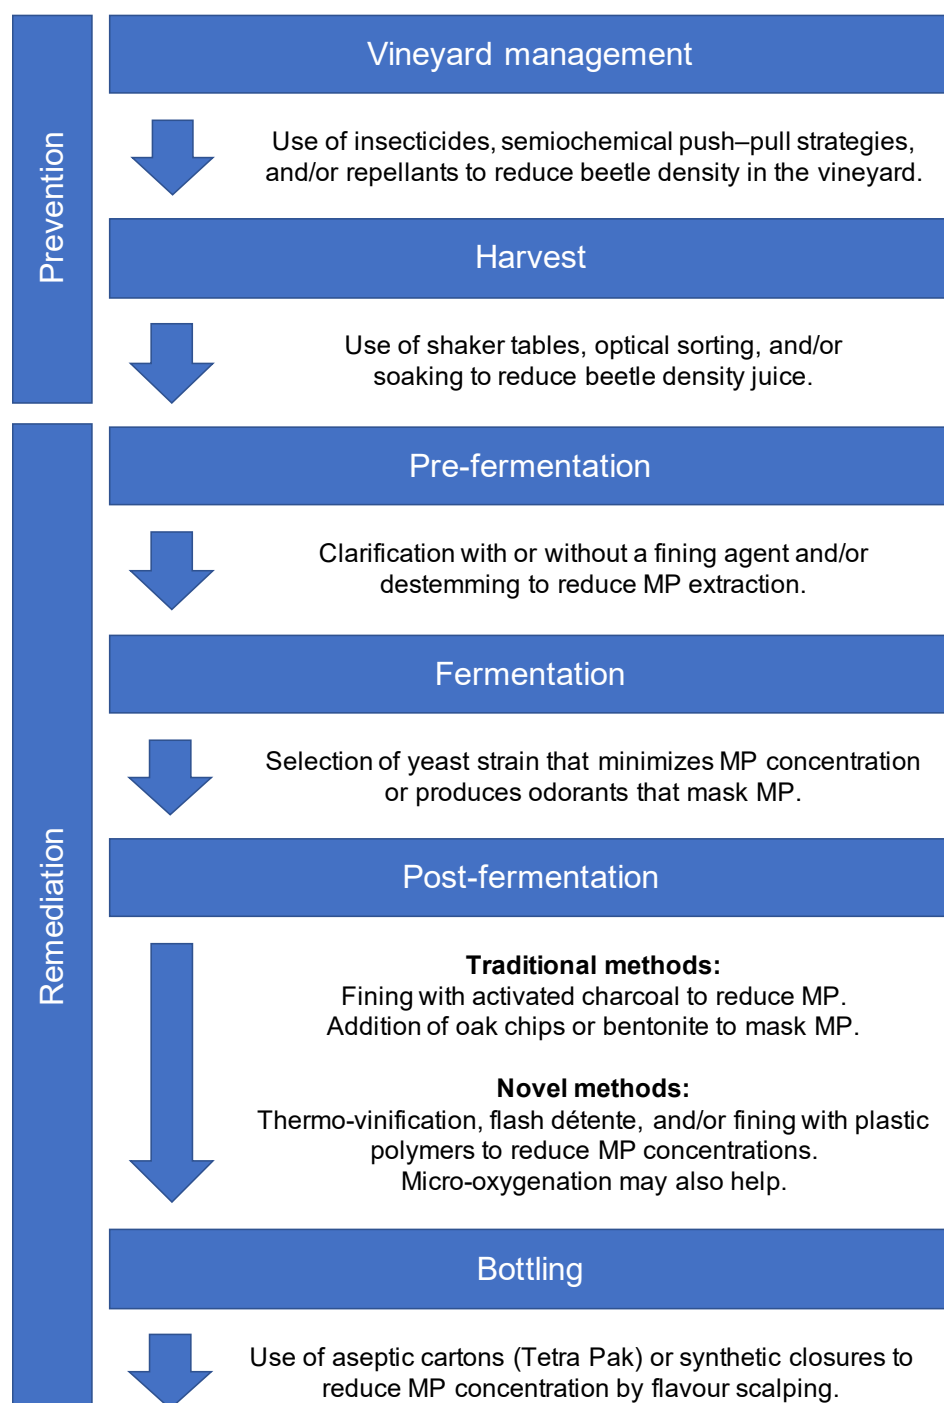 Prevention
Vineyard management
Use of insecticides, semiochemical push–pull strategies,
and/or repellants to reduce beetle density in the vineyard.
Harvest
Use of shaker tables, optical sorting, and/or
soaking to reduce beetle density juice.
Remediation
Pre-fermentation
Clarification with or without a fining agent and/or
destemming to reduce MP extraction.
Fermentation
Selection of yeast strain that minimizes MP concentration
or produces odorants that mask MP.
Post-fermentation
Traditional methods:
Fining with activated charcoal to reduce MP.
Addition of oak chips or bentonite to mask MP.
Novel methods:
Thermo-vinification, flash détente, and/or fining with plastic
polymers to reduce MP concentrations.
Micro-oxygenation may also help.
Bottling
Use of aseptic cartons (Tetra Pak) or synthetic closures to
reduce MP concentration by flavour scalping.